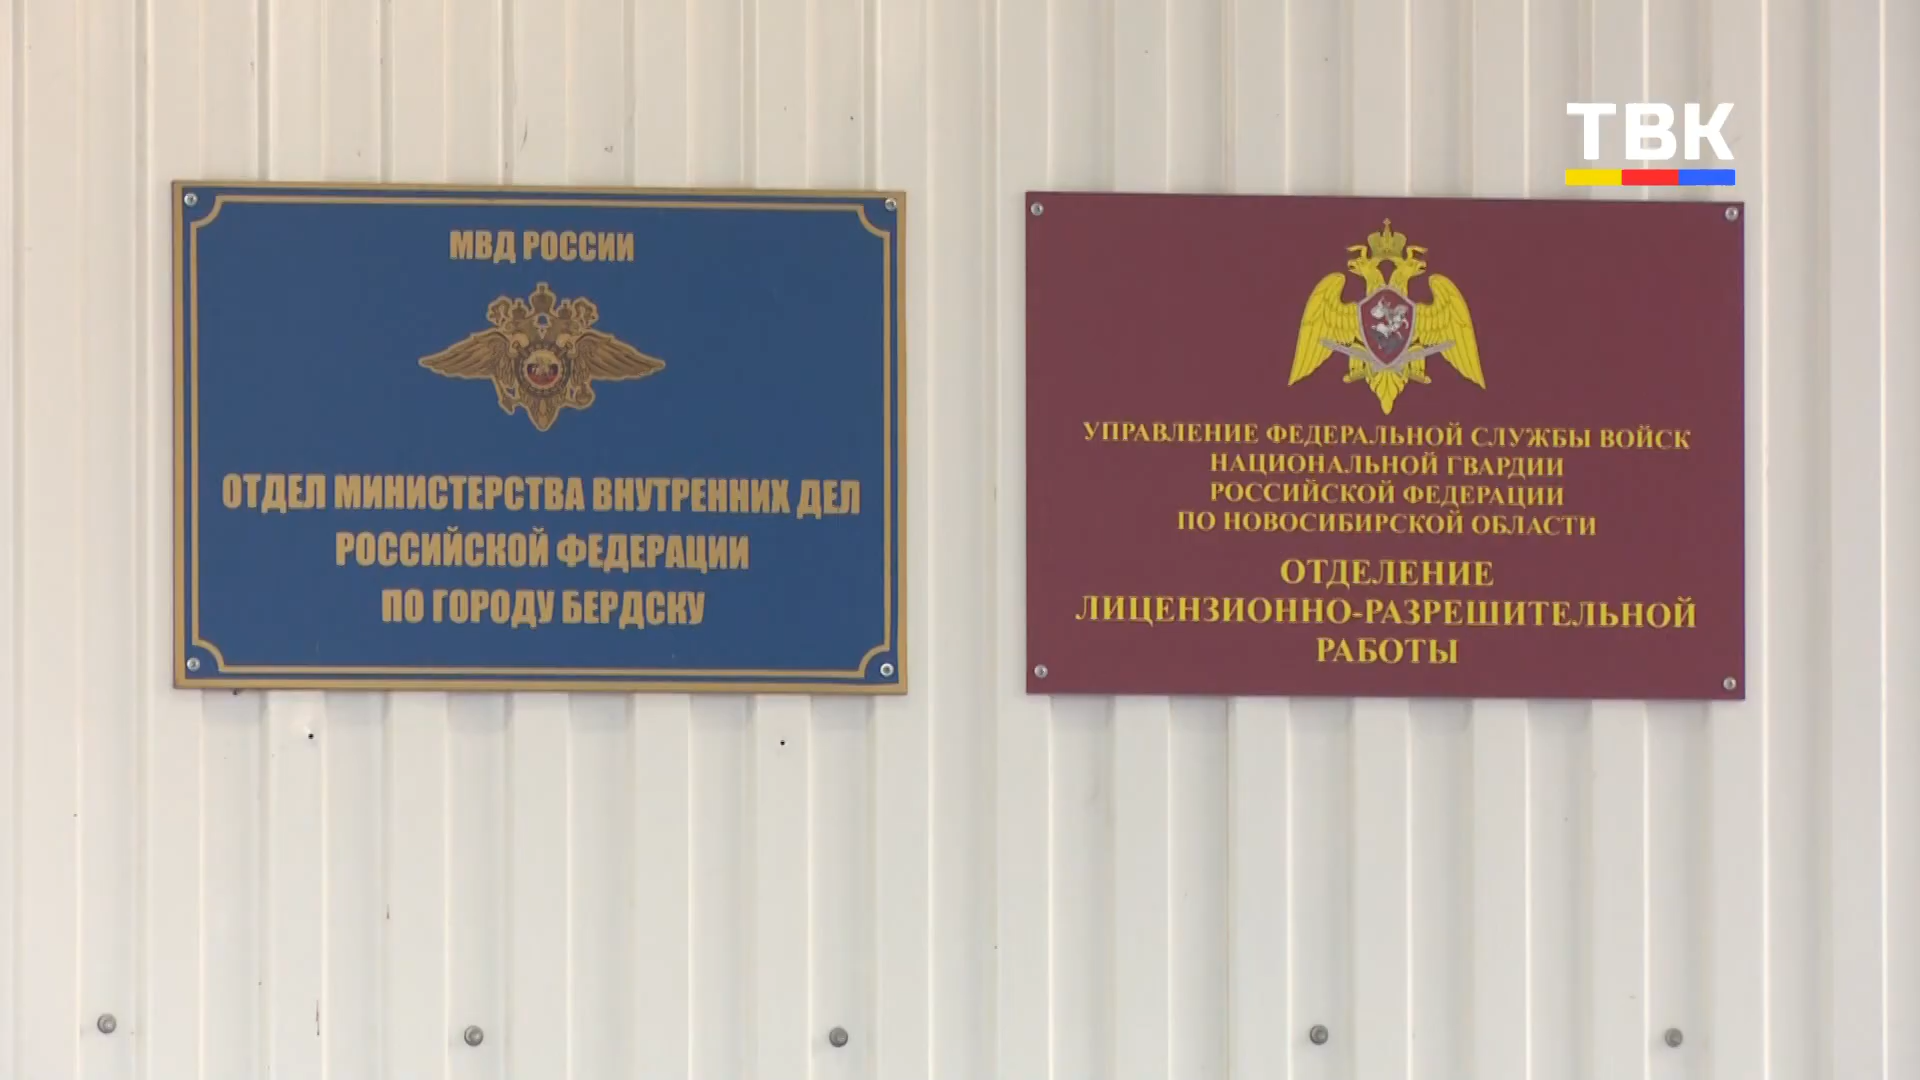 МВД РОССИИ
ОТДЕЛ МИНИСТЕРСТВА ВНУТРЕННИХ ДЕЛ
РОССИЙСКОЙ ФЕДЕРАЦИИ
ПО ГОРОДУ БЕРДСКУ
ТВК
УПРАВЛЕНИЕ ФЕДЕРАЛЬНОЙ СЛУЖБЫ ВОЙСК
НАЦИОНАЛЬНОЙ ГВАРДИИ
РОССИЙСКОЙ ФЕДЕРАЦИИ
ПО НОВОСИБИРСКОЙ ОБЛАСТИ
ОТДЕЛЕНИЕ
ЛИЦЕНЗИОННО-РАЗРЕШИТЕЛЬНОЙ
РАБОТЫ